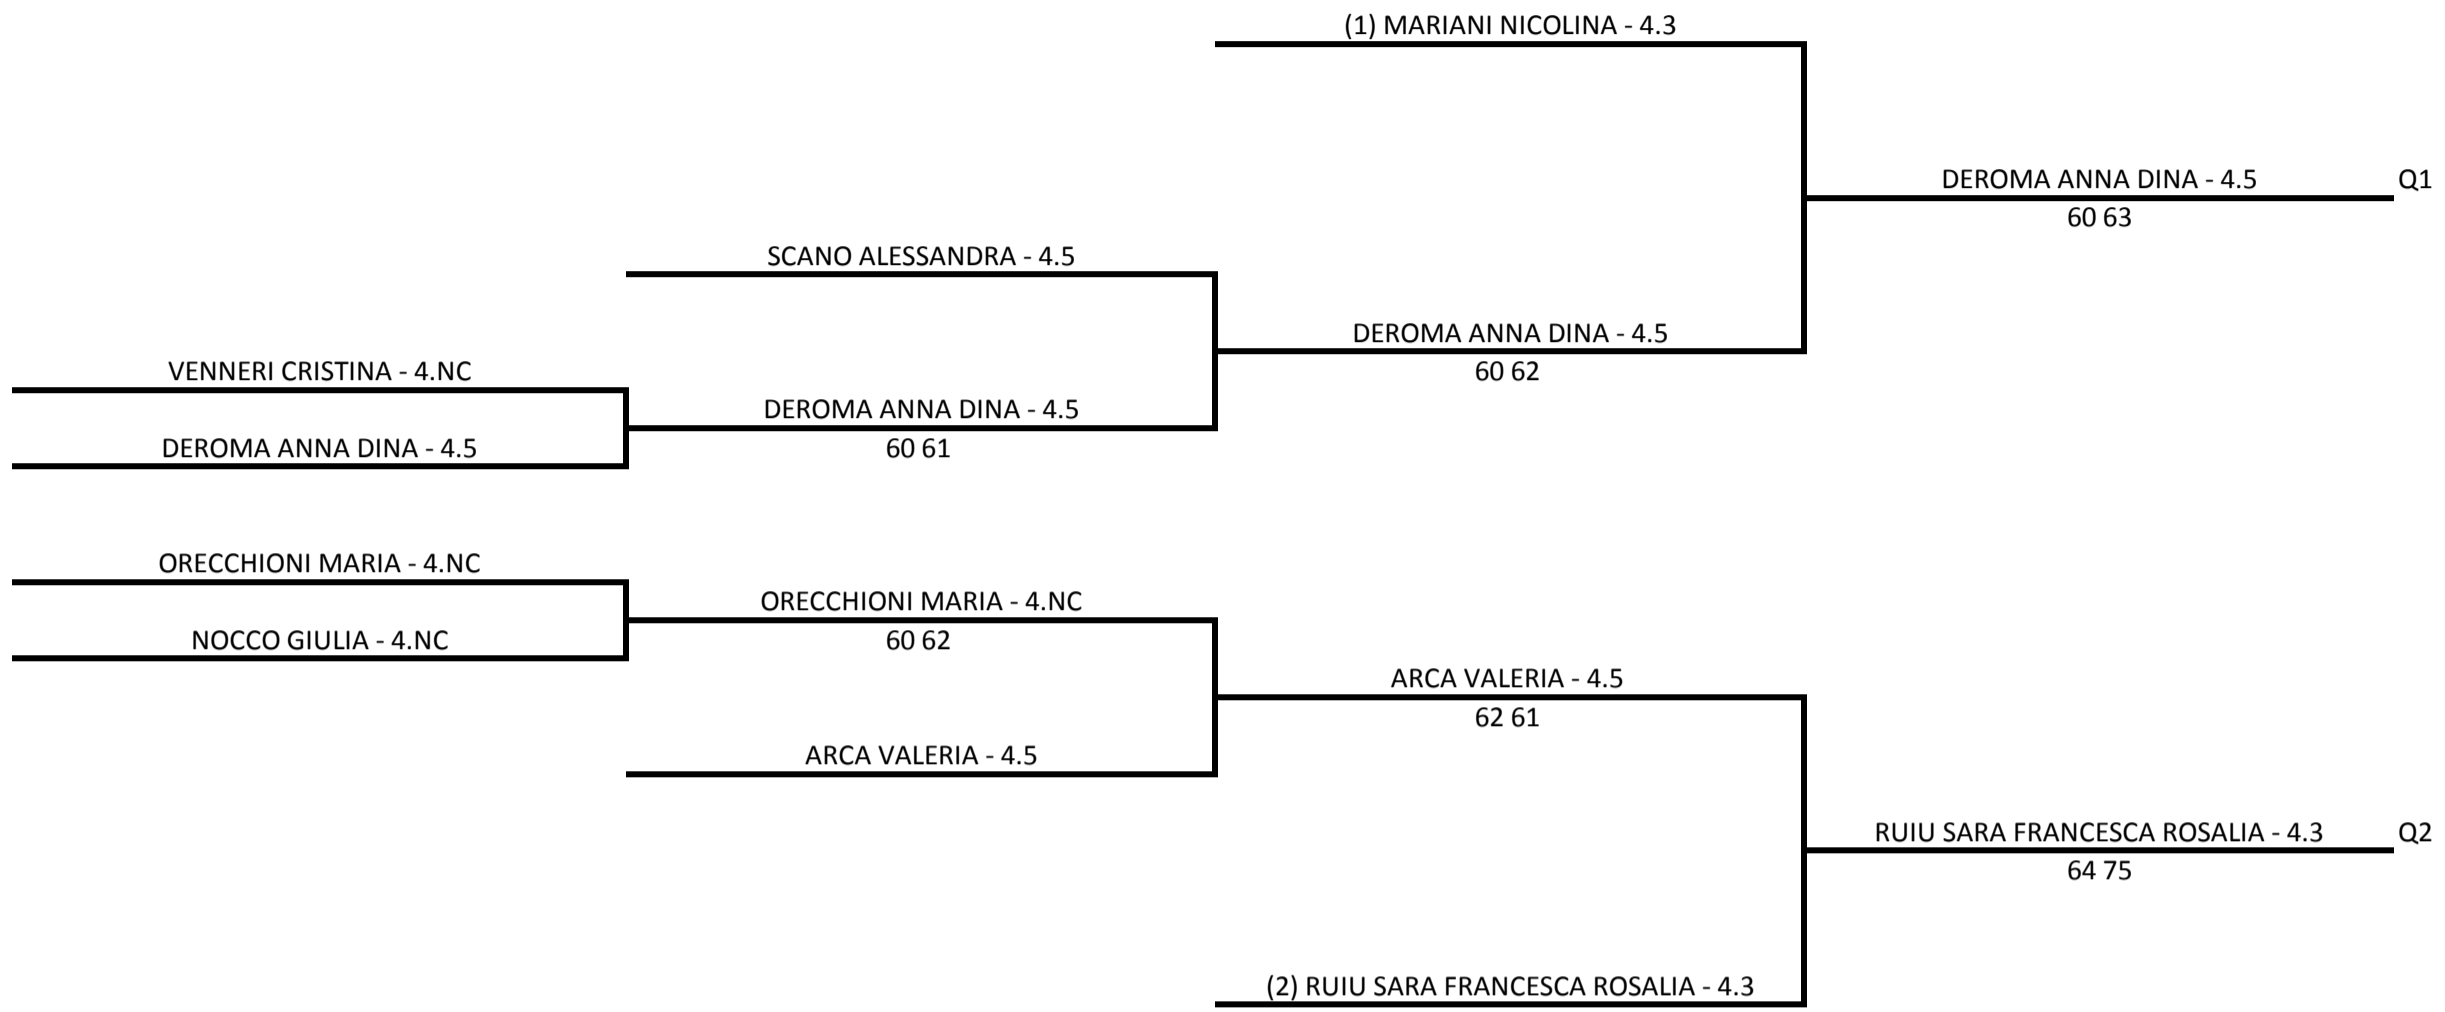 (1) MARIANI NICOLINA - 4.3
DEROMA ANNA DINA - 4.5 Q1
60 63
SCANO ALESSANDRA - 4.5
DEROMA ANNA DINA - 4.5
60 62
VENNERI CRISTINA - 4.NC
DEROMA ANNA DINA - 4.5
60 61
DEROMA ANNA DINA - 4.5
ORECCHIONI MARIA - 4.NC
ORECCHIONI MARIA - 4.NC
60 62
NOCCO GIULIA - 4.NC
ARCA VALERIA - 4.5
62 61
ARCA VALERIA - 4.5
RUIU SARA FRANCESCA ROSALIA - 4.3 Q2
64 75
(2) RUIU SARA FRANCESCA ROSALIA - 4.3